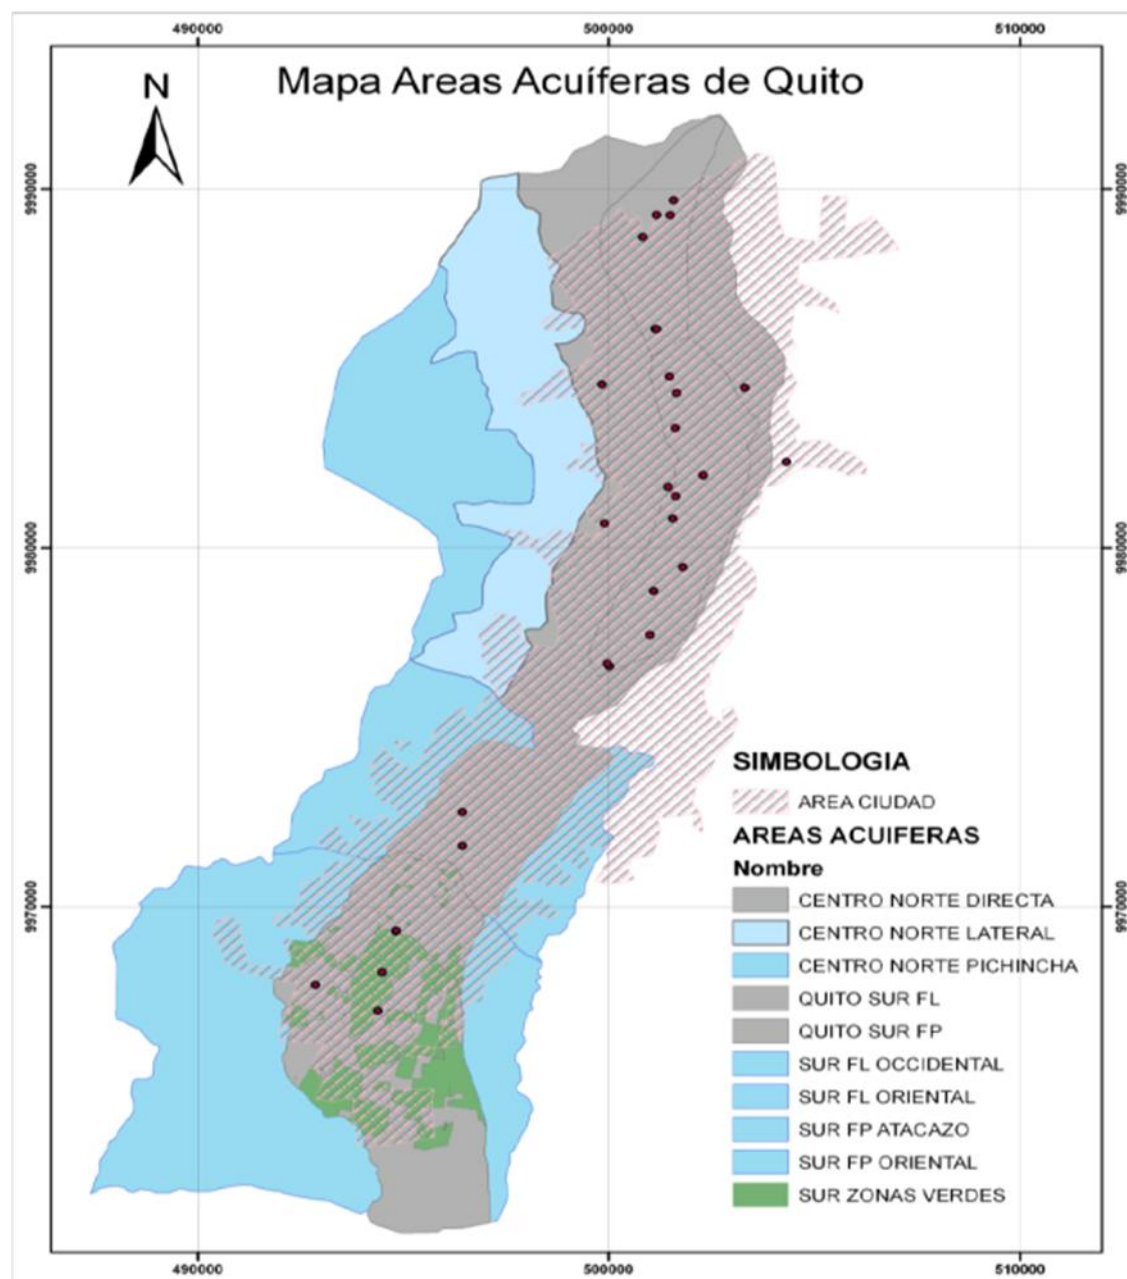 490000 500000 510000
Mapa Areas Acuíferas de Quito
N
9990000 9990000
9980000 9980000
SIMBOLOGIA
AREA CIUDAD
AREAS ACUIFERAS
Nombre
CENTRO NORTE DIRECTA
9970000 9970000
CENTRO NORTE LATERAL
CENTRO NORTE PICHINCHA
QUITO SUR FL
QUITO SUR FP
SUR FL OCCIDENTAL
SUR FL ORIENTAL
SUR FP ATACAZO
SUR FP ORIENTAL
SUR ZONAS VERDES
490000 500000 510000